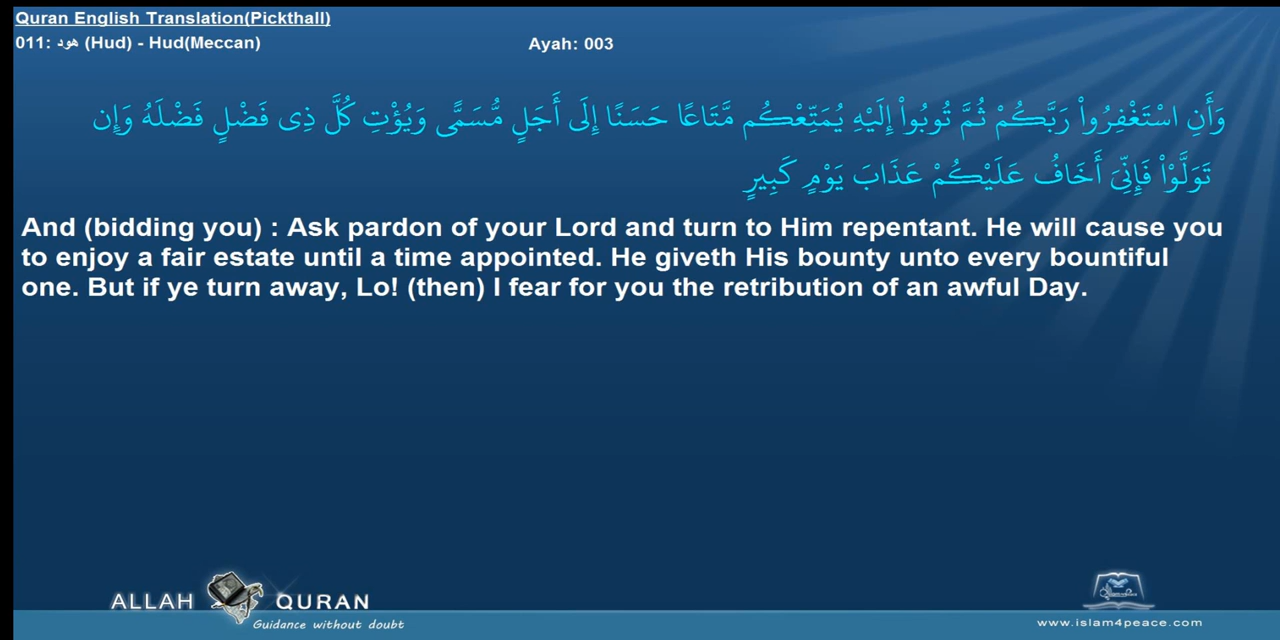 Quran English Translation(Pickthall)
011: هود (Hud) - Hud(Meccan)
Ayah: 003
وَأَنِ اسْتَغْفِرُواْ رَبَّكُمْ ثُمَّ تُوبُواْ إِلَيْهِ يُمَتِّعْكُم مَّتَاعًا حَسَنًا إِلَى أَجَلٍ مُّسَمًّى وَيُؤْتِ كُلَّ ذِى فَضْلٍ فَضْلَهُ وَإِن
تَوَلَّوْاْ فَإِنِّىَ أَخَافُ عَلَيْكُمْ عَذَابَ يَوْمٍ كَبِيرٍ
And (bidding you) : Ask pardon of your Lord and turn to Him repentant. He will cause you
to enjoy a fair estate until a time appointed. He giveth His bounty unto every bountiful
one. But if ye turn away, Lo! (then) I fear for you the retribution of an awful Day.
ALLAH QURAN
Guidance without doubt
www.islam4peace.com